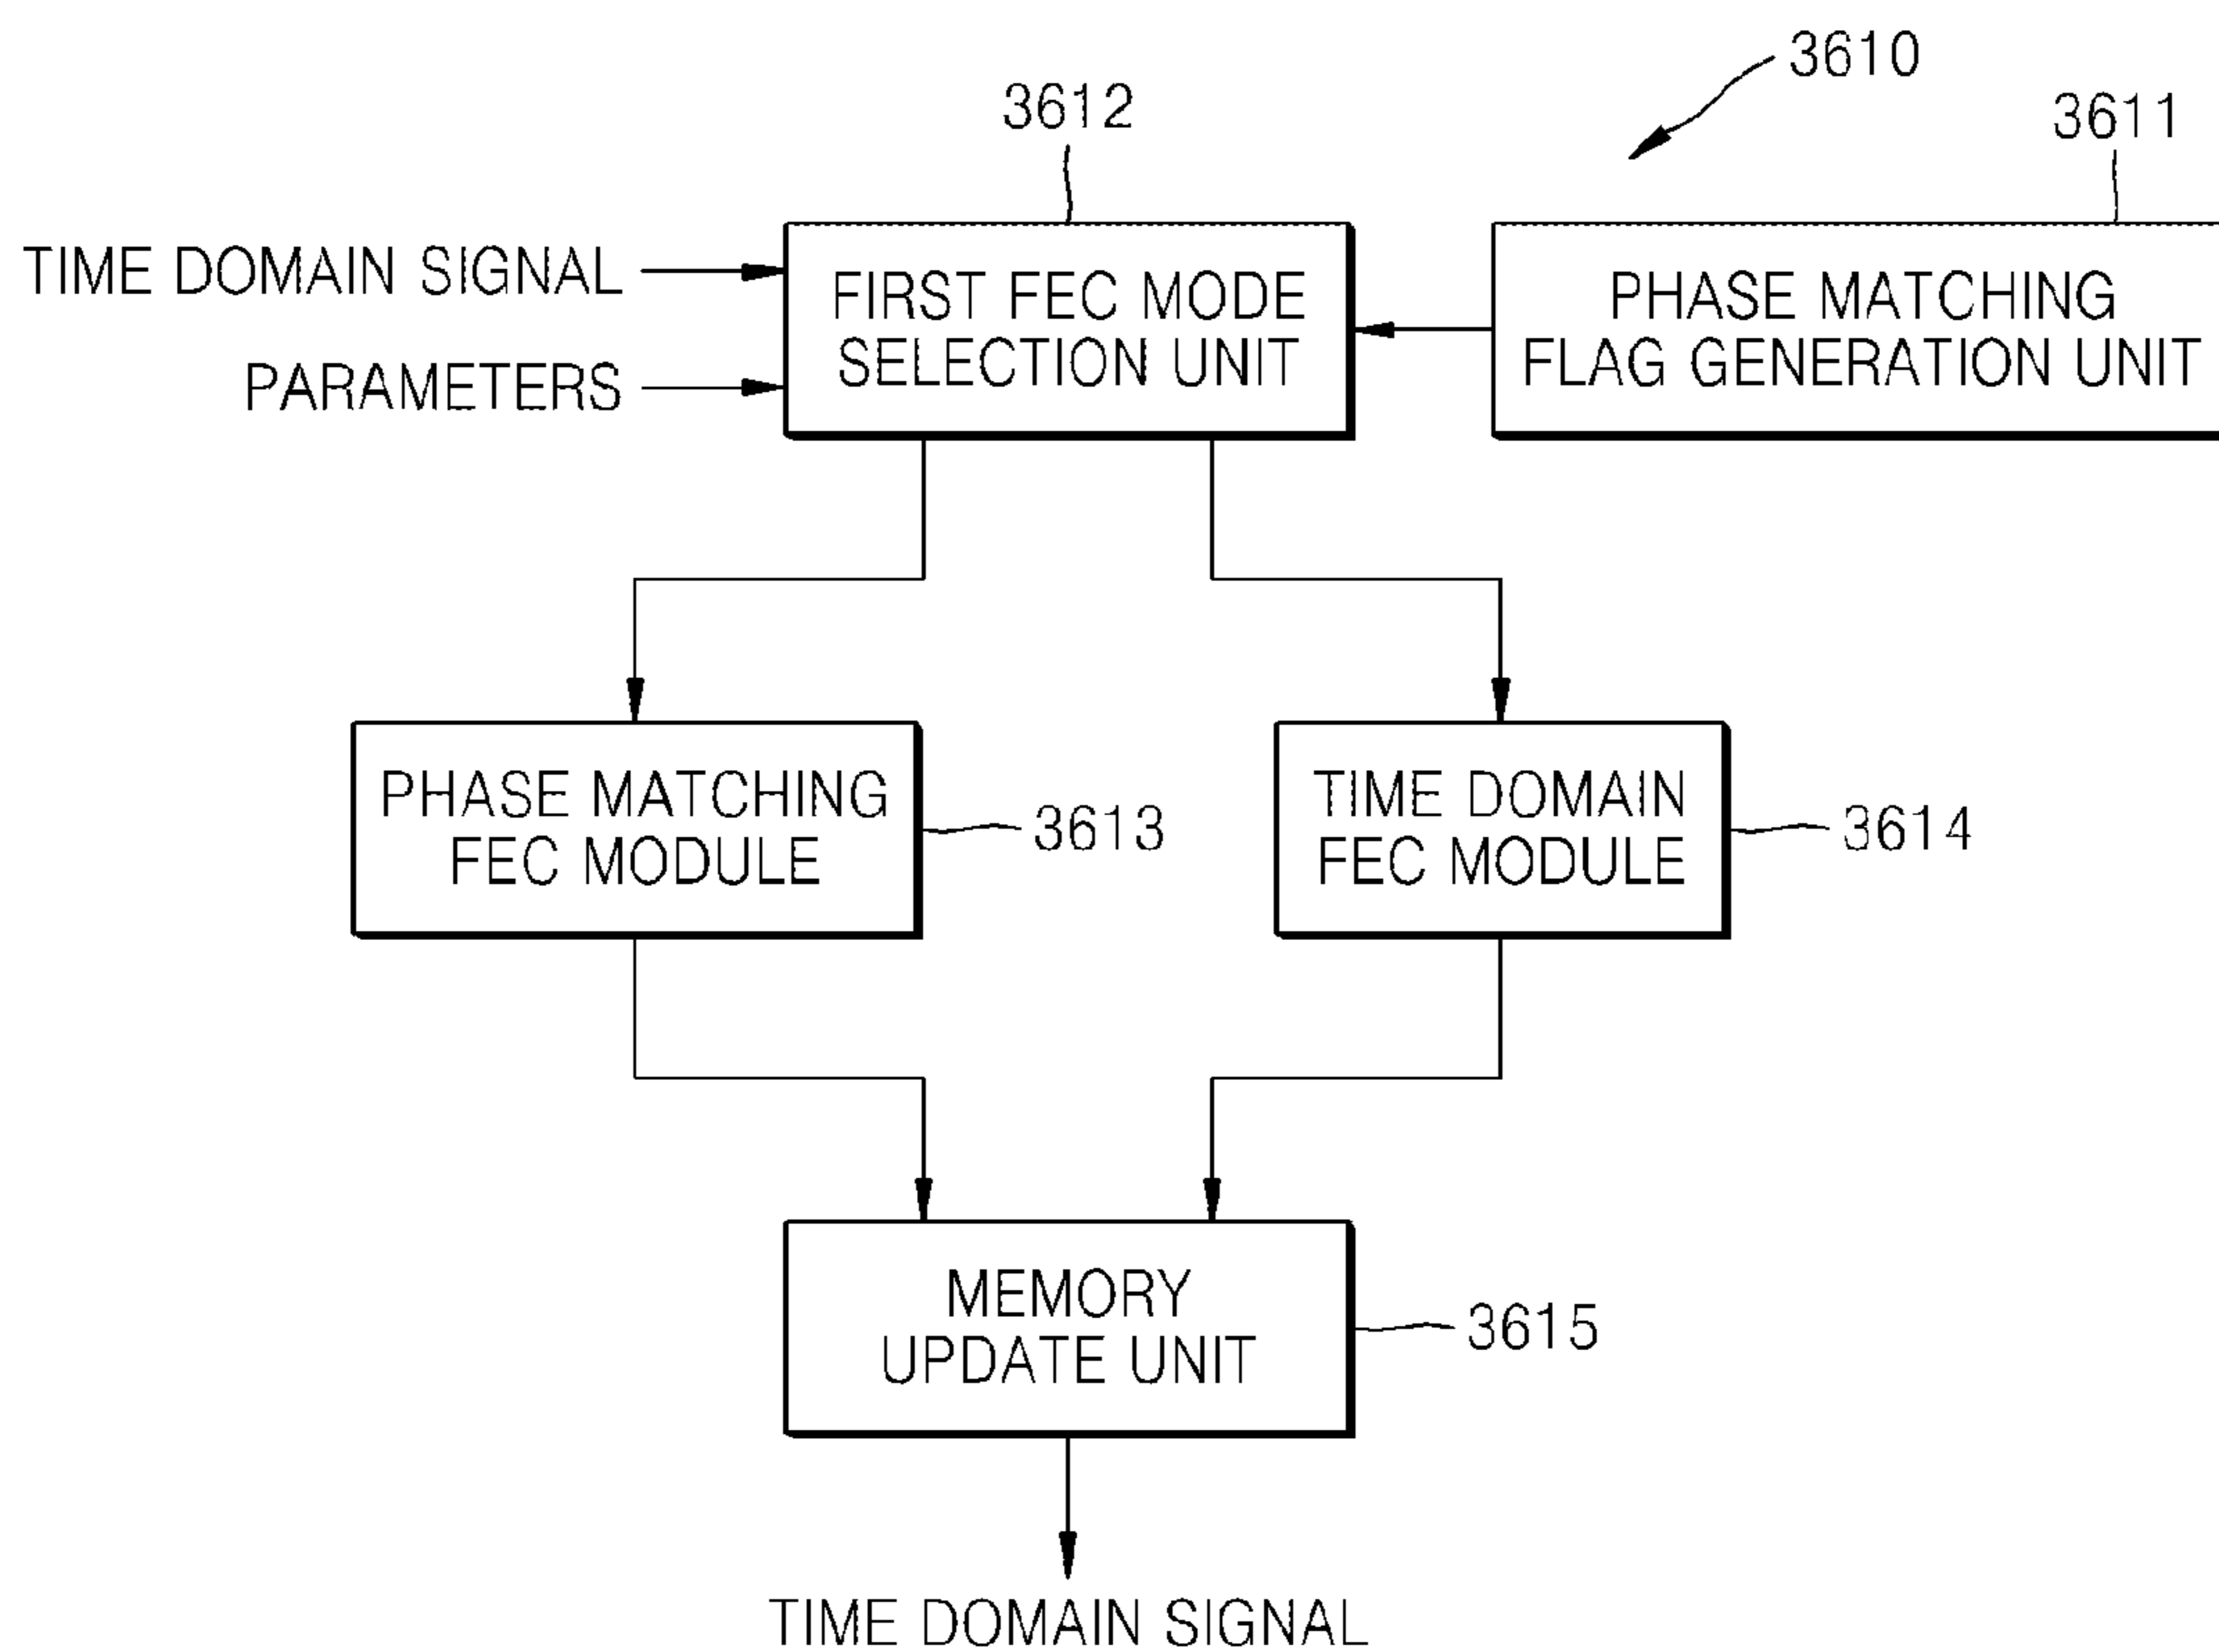 3610
3612
3611
TIME DOMAIN SIGNAL
PARAMETERS
FIRST FEC MODE
SELECTION UNIT
PHASE MATCHING
FLAG GENERATION UNIT
PHASE MATCHING
FEC MODULE
3613
TIME DOMAIN
FEC MODULE
3614
MEMORY
UPDATE UNIT
3615
TIME DOMAIN SIGNAL